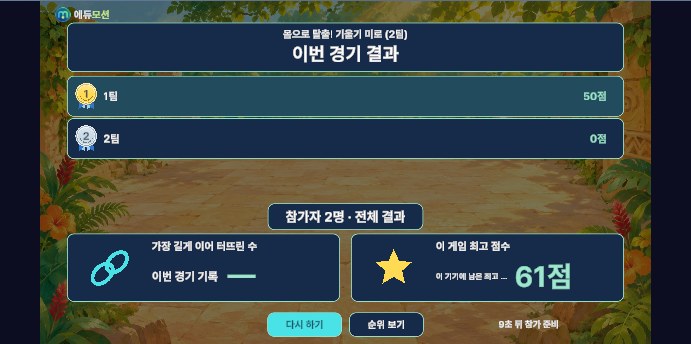 에듀모션
몸으로 탈출! 기울기 미로 (2팀)
이번 경기 결과
1 1팀 50점
2 2팀 0점
참가자 2명 · 전체 결과
가장 길게 이어 터뜨린 수
이번 경기 기록 —
이 게임 최고 점수
이 기기에 남은 최고 ... 61점
다시 하기
순위 보기
9초 뒤 참가 준비